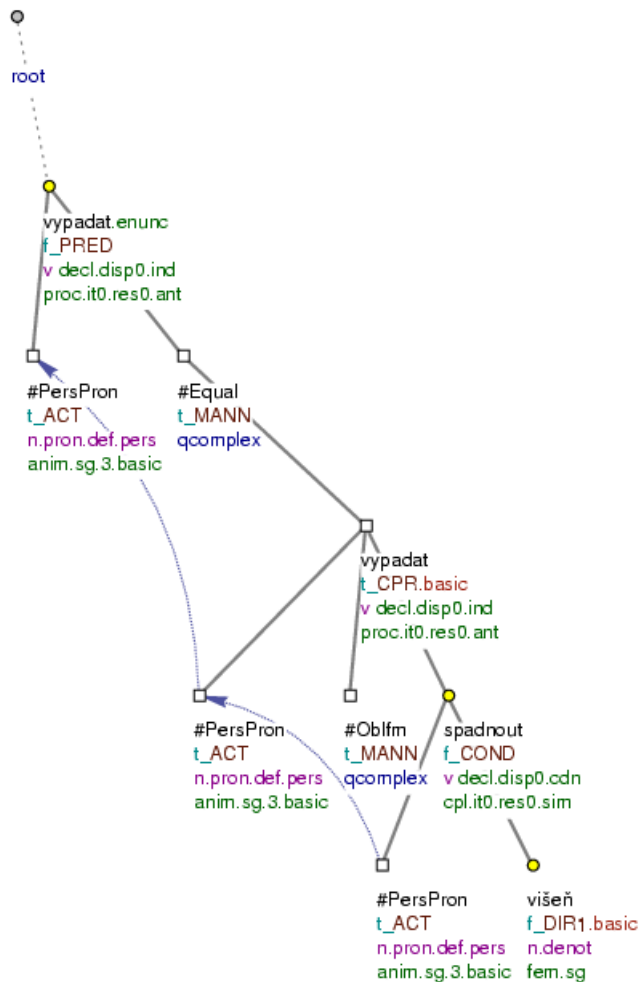 root
vypadat.enunc
f_PRED
v decl.disp0.ind
proc.it0.res0.ant
#PersPron
t_ACT
n.pron.def.pers
anim.sg.3.basic
#Equal
t_MANN
qcomplex
vypadat
t_CPR.basic
v decl.disp0.ind
proc.it0.res0.ant
#PersPron
t_ACT
n.pron.def.pers
anim.sg.3.basic
#Oblfm
t_MANN
qcomplex
spadnout
f_COND
v decl.disp0.cdn
cpl.it0.res0.sim
#PersPron
t_ACT
n.pron.def.pers
anim.sg.3.basic
višeň
f_DIR1.basic
n.denot
fem.sg